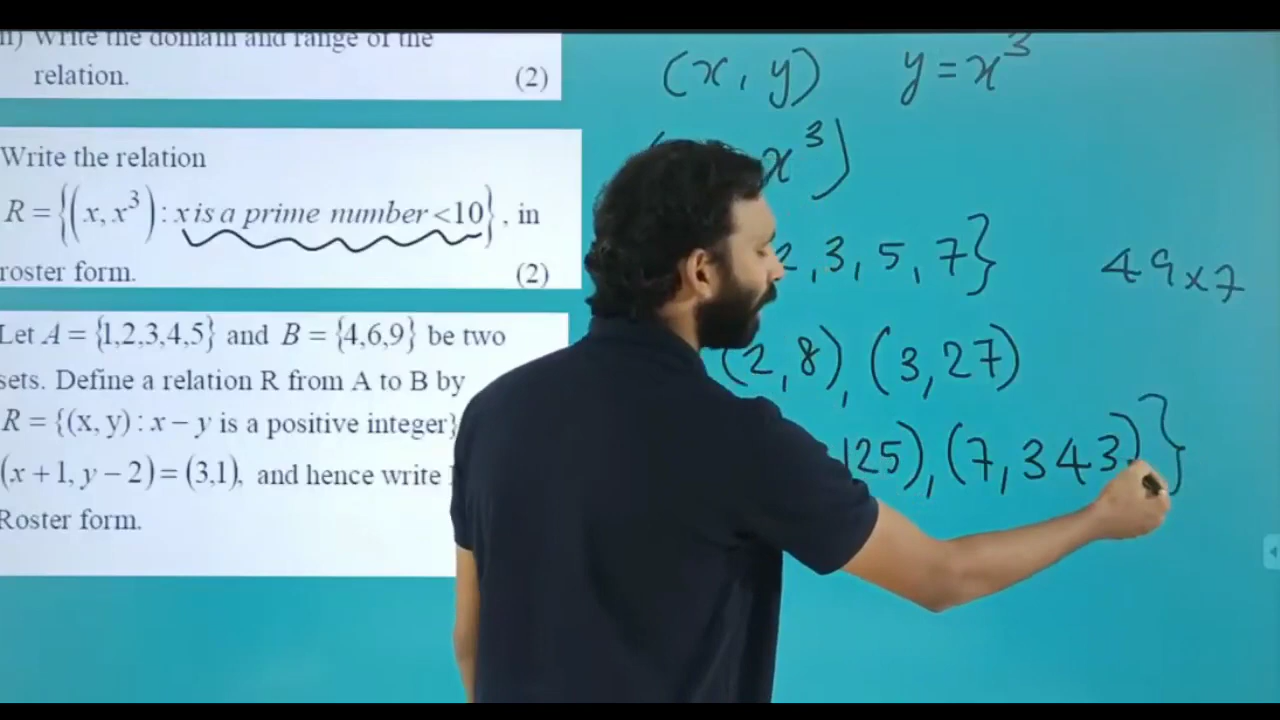 ii) Write the domain and range of the
relation. (2)
Write the relation
R = {(x, x³) : x is a prime number <10}, in
roster form. (2)
Let A = {1,2,3,4,5} and B = {4,6,9} be two
sets. Define a relation R from A to B by
R = {(x, y) : x − y is a positive integer}
(x + 1, y − 2) = (3,1), and hence write
Roster form.
(x, y) y = x³
x³)
2, 3, 5, 7}
49 x 7
(2, 8), (3, 27)
125), (7, 343)}